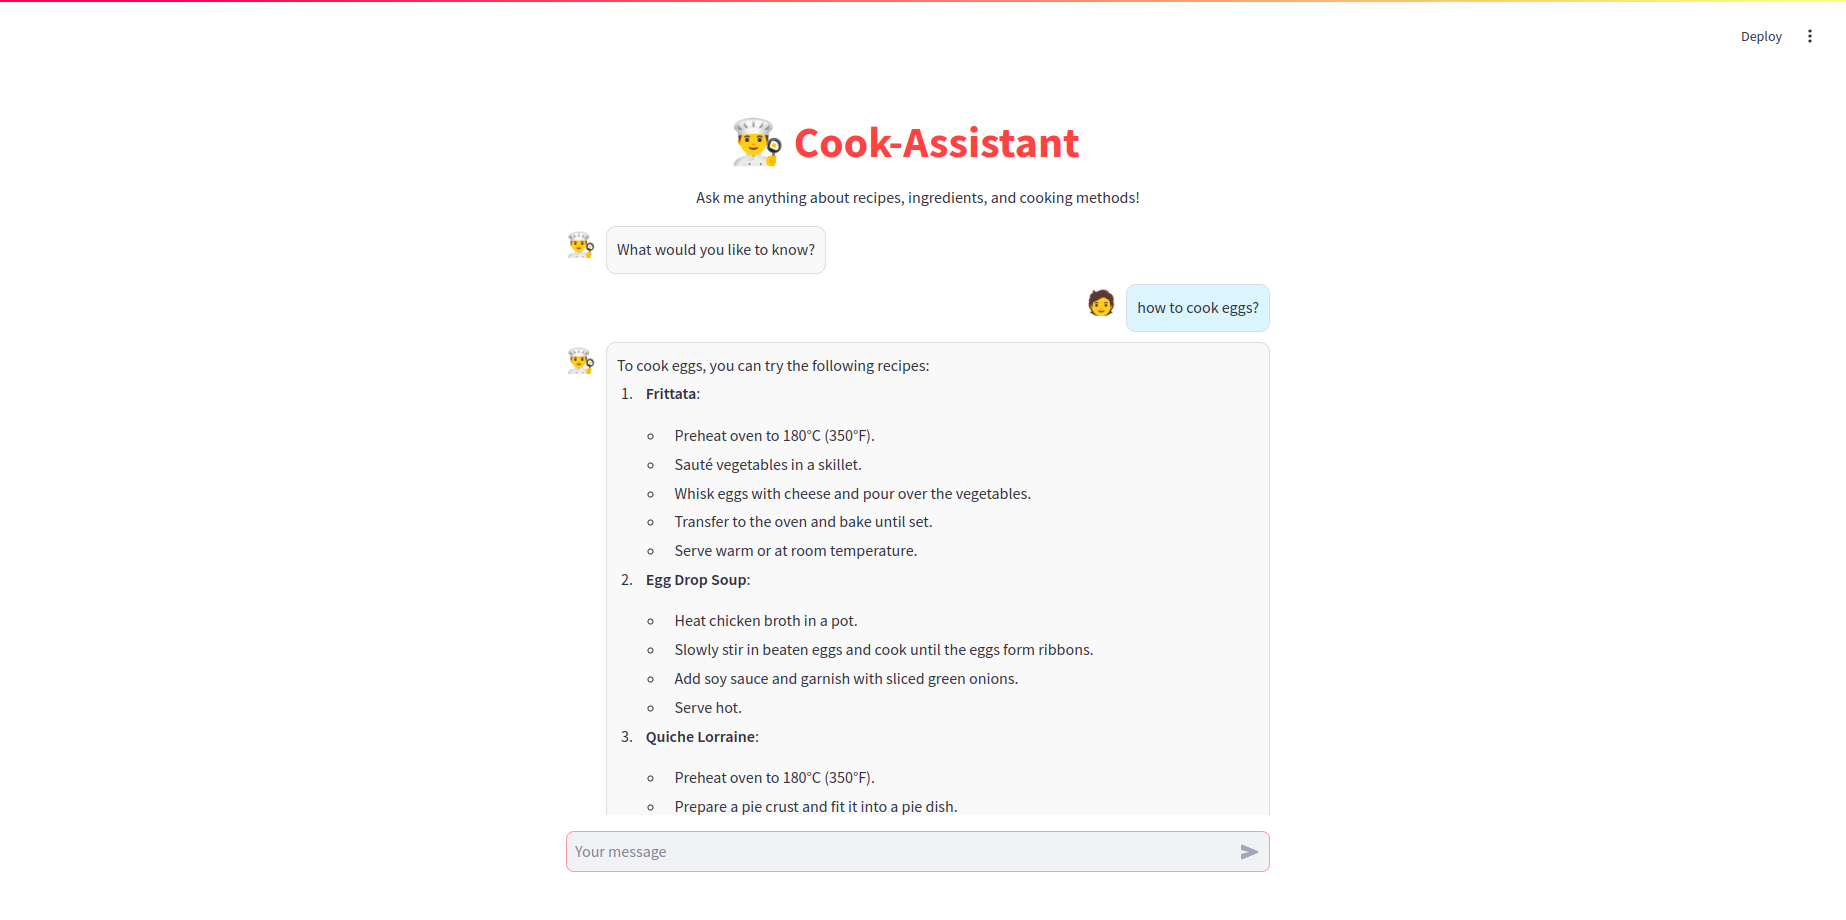 Deploy
Cook-Assistant
Ask me anything about recipes, ingredients, and cooking methods!
What would you like to know?
how to cook eggs?
To cook eggs, you can try the following recipes:
1. Frittata:
Preheat oven to 180°C (350°F).
Sauté vegetables in a skillet.
Whisk eggs with cheese and pour over the vegetables.
Transfer to the oven and bake until set.
Serve warm or at room temperature.
2. Egg Drop Soup:
Heat chicken broth in a pot.
Slowly stir in beaten eggs and cook until the eggs form ribbons.
Add soy sauce and garnish with sliced green onions.
Serve hot.
3. Quiche Lorraine:
Preheat oven to 180°C (350°F).
Prepare a pie crust and fit it into a pie dish.
Your message